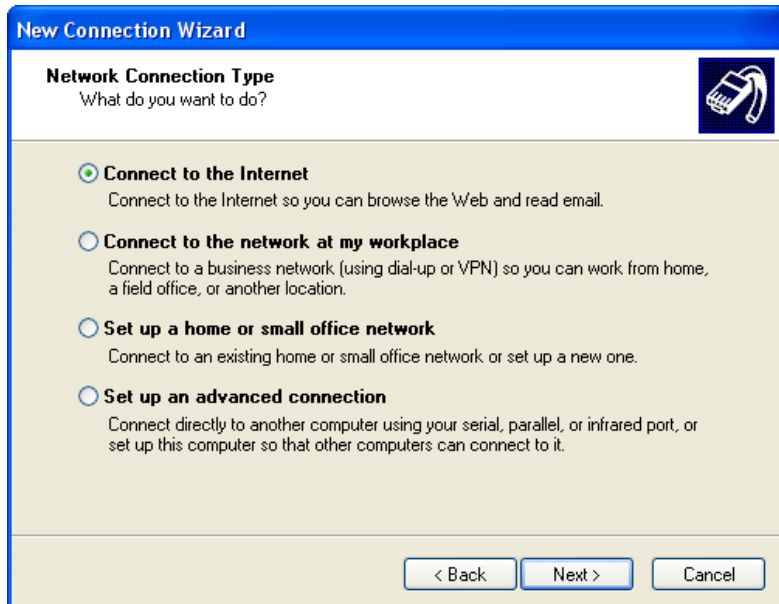 New Connection Wizard
Network Connection Type
What do you want to do?
Connect to the Internet
Connect to the Internet so you can browse the Web and read email.
Connect to the network at my workplace
Connect to a business network (using dial-up or VPN) so you can work from home,
a field office, or another location.
Set up a home or small office network
Connect to an existing home or small office network or set up a new one.
Set up an advanced connection
Connect directly to another computer using your serial, parallel, or infrared port, or
set up this computer so that other computers can connect to it.
< Back Next > Cancel